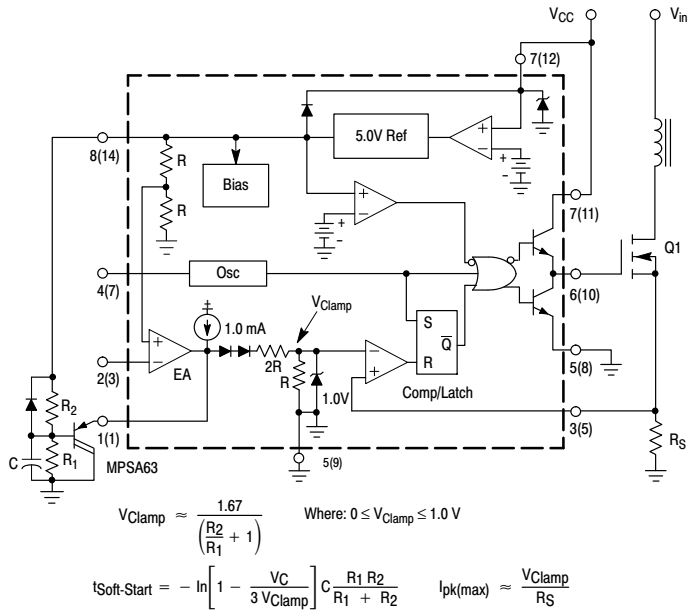 VCC
Vin
7(12)
8(14)
5.0V Ref
+
−
+
-
R
Bias
R
+
−
+
-
7(11)
Q1
4(7)
Osc
6(10)
VClamp
+
1.0 mA
S
Q
R
5(8)
+
−
EA
2R
R
1.0V
−
+
Comp/Latch
2(3)
R2
1(1)
3(5)
C
R1
MPSA63
5(9)
RS
VClamp ≈ 1.67 / (R2/R1 + 1) Where: 0 ≤ VClamp ≤ 1.0 V
tSoft-Start = − ln[1 − VC / 3 VClamp] C R1 R2 / R1 + R2 Ipk(max) ≈ VClamp / RS